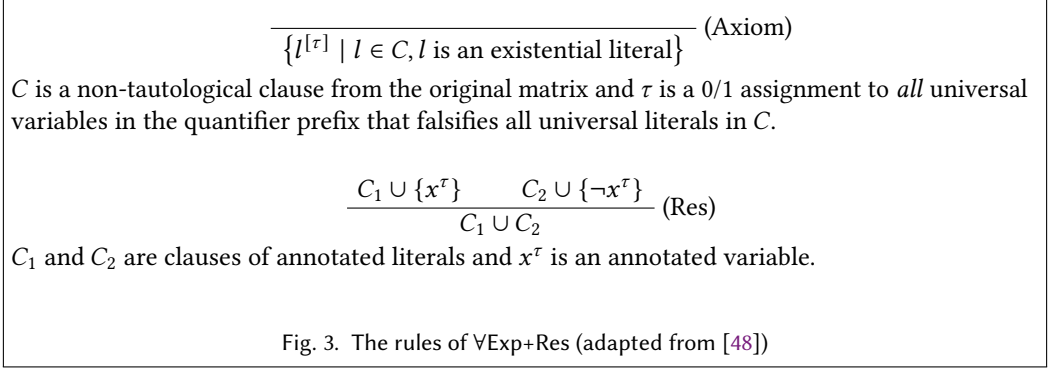 (Axiom)
{l^{[τ]} | l ∈ C, l is an existential literal}
C is a non-tautological clause from the original matrix and τ is a 0/1 assignment to all universal
variables in the quantifier prefix that falsifies all universal literals in C.
C₁ ∪ {x^τ} C₂ ∪ {¬x^τ} (Res)
C₁ ∪ C₂
C₁ and C₂ are clauses of annotated literals and x^τ is an annotated variable.
Fig. 3. The rules of ∀Exp+Res (adapted from [48])